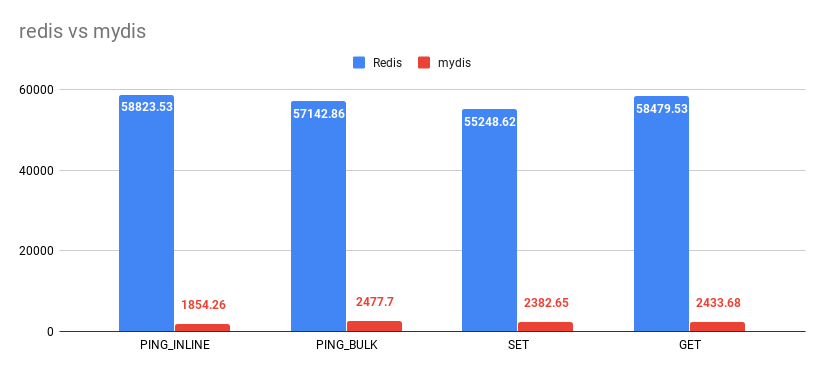 redis vs mydis
Redis mydis
60000
58823.53 57142.86 55248.62 58479.53
40000
20000
1854.26 2477.7 2382.65 2433.68
0
PING_INLINE PING_BULK SET GET